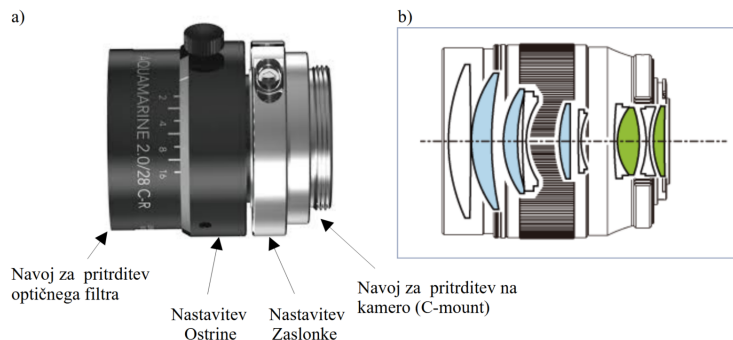 a)
b)
AQUAMARINE 2.0/28 C-R
2
4
8
16
Navoj za pritrditev
optičnega filtra
Nastavitev
Ostrine
Nastavitev
Zaslonke
Navoj za pritrditev na
kamero (C-mount)